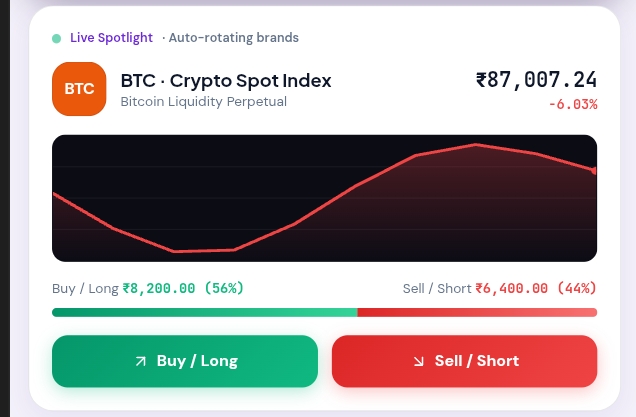 Live Spotlight · Auto-rotating brands
BTC
BTC · Crypto Spot Index
₹87,007.24
Bitcoin Liquidity Perpetual
-6.03%
Buy / Long ₹8,200.00 (56%)
Sell / Short ₹6,400.00 (44%)
Buy / Long
Sell / Short